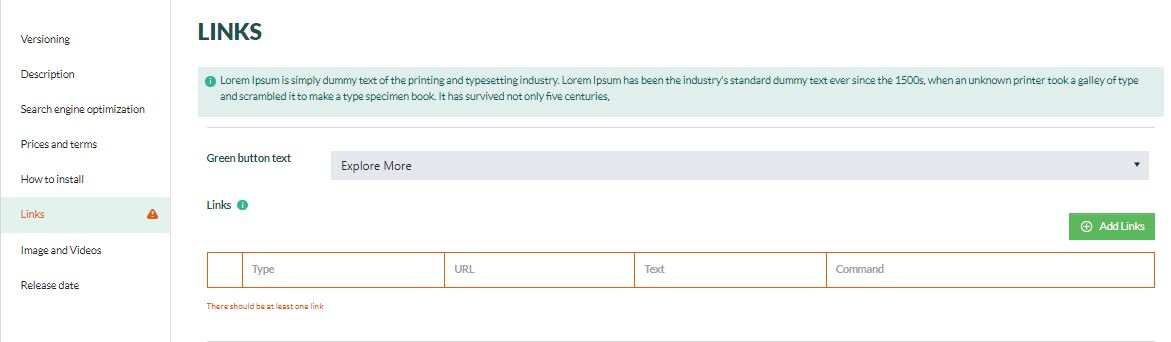 Versioning
Description
Search engine optimization
Prices and terms
How to install
Links
Image and Videos
Release date
LINKS
Lorem Ipsum is simply dummy text of the printing and typesetting industry. Lorem Ipsum has been the industry's standard dummy text ever since the 1500s, when an unknown printer took a galley of type
and scrambled it to make a type specimen book. It has survived not only five centuries,
Green button text
Explore More
Links
Add Links
Type URL Text Command
There should be at least one link